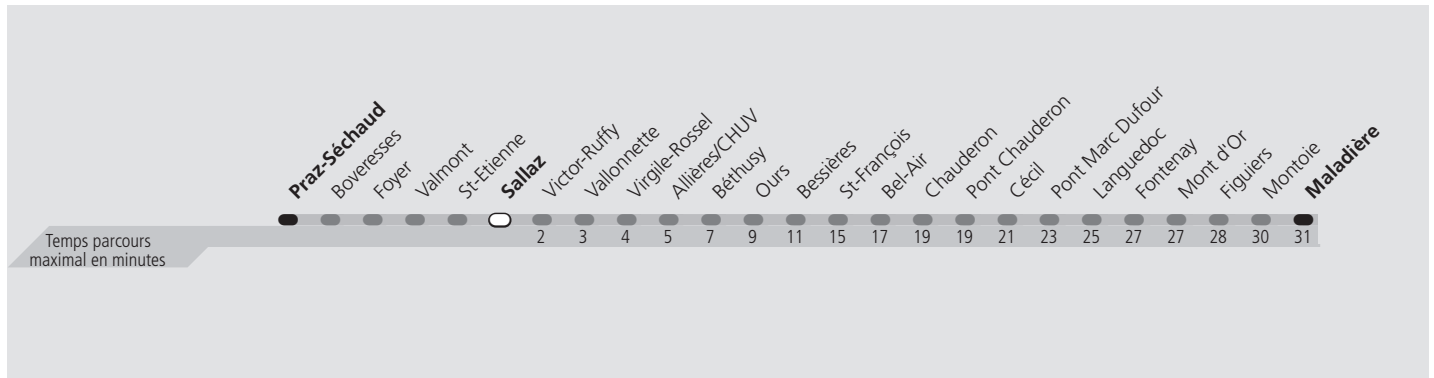 Praz-Séchaud
Boveresses
Foyer
Valmont
St-Etienne
Sallaz
Victor-Ruffy
Vallonnette
Virgile-Rossel
Allières/CHUV
Béthusy
Ours
Bessières
St-François
Bel-Air
Chauderon
Pont Chauderon
Cécil
Pont Marc Dufour
Languedoc
Fontenay
Mont d'Or
Figuiers
Montoie
Maladière
Temps parcours
maximal en minutes
2 3 4 5 7 9 11 15 17 19 19 21 23 25 27 27 28 30 31